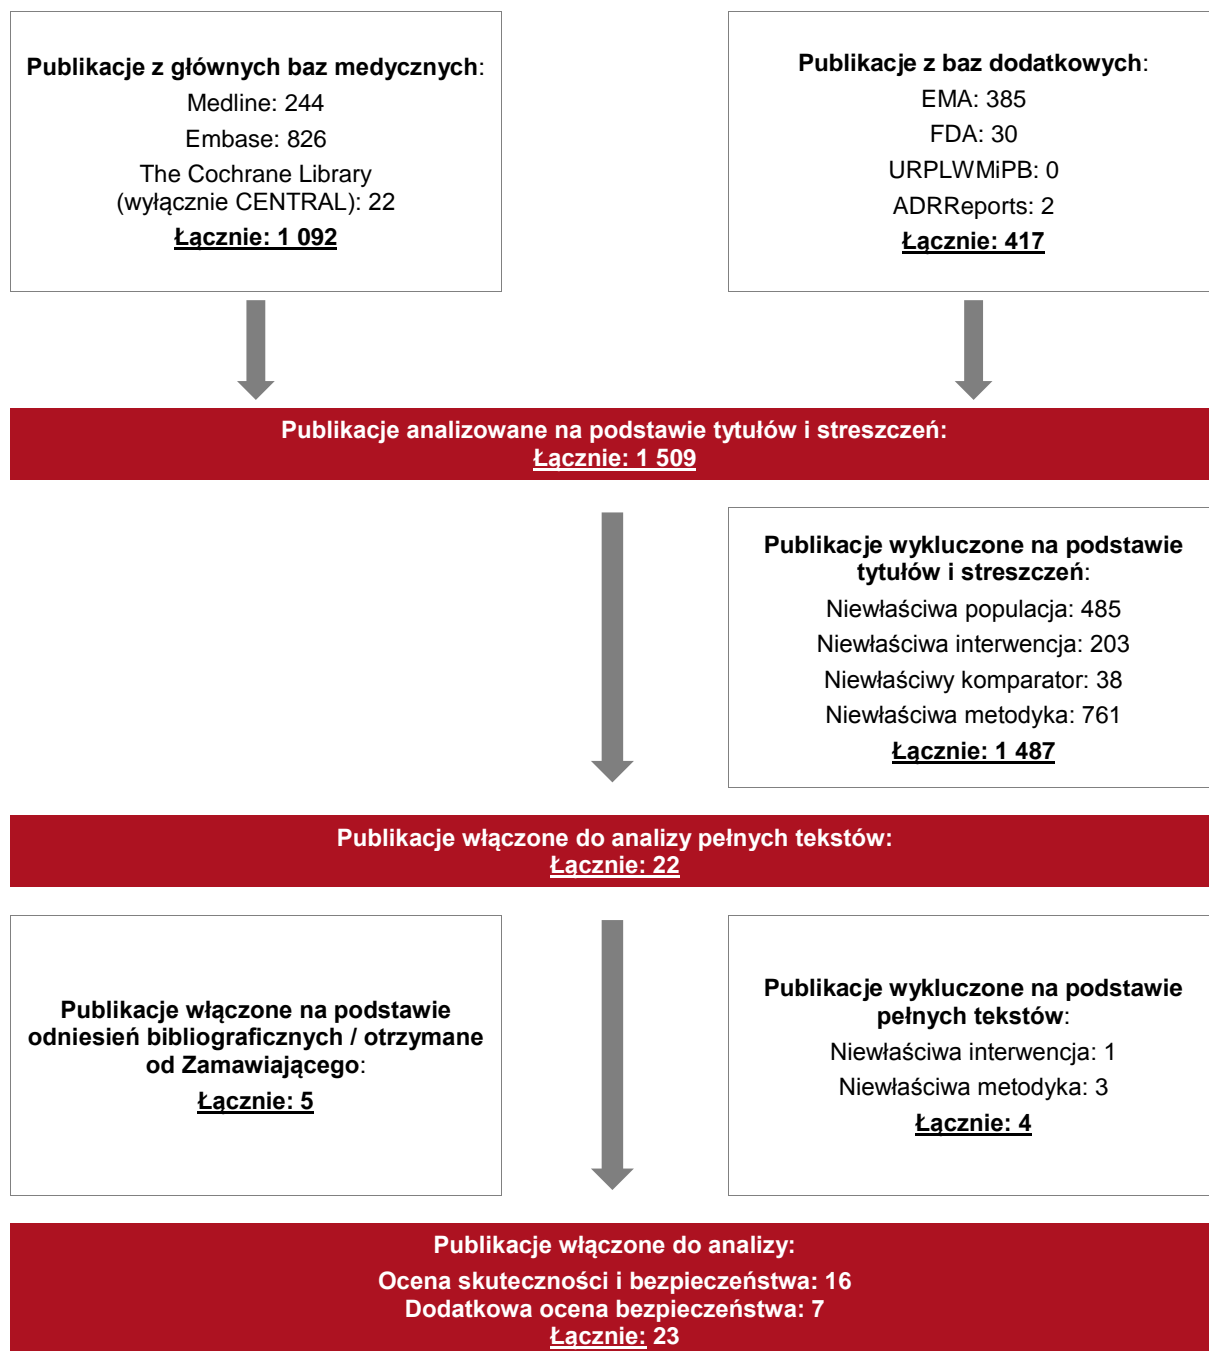 Publikacje z głównych baz medycznych:
Medline: 244
Embase: 826
The Cochrane Library
(wyłącznie CENTRAL): 22
Łącznie: 1 092
Publikacje z baz dodatkowych:
EMA: 385
FDA: 30
URPLWMiPB: 0
ADRReports: 2
Łącznie: 417
Publikacje analizowane na podstawie tytułów i streszczeń:
Łącznie: 1 509
Publikacje wykluczone na podstawie
tytułów i streszczeń:
Niewłaściwa populacja: 485
Niewłaściwa interwencja: 203
Niewłaściwy komparator: 38
Niewłaściwa metodyka: 761
Łącznie: 1 487
Publikacje włączone do analizy pełnych tekstów:
Łącznie: 22
Publikacje włączone na podstawie
odniesień bibliograficznych / otrzymane
od Zamawiającego:
Łącznie: 5
Publikacje wykluczone na podstawie
pełnych tekstów:
Niewłaściwa interwencja: 1
Niewłaściwa metodyka: 3
Łącznie: 4
Publikacje włączone do analizy:
Ocena skuteczności i bezpieczeństwa: 16
Dodatkowa ocena bezpieczeństwa: 7
Łącznie: 23